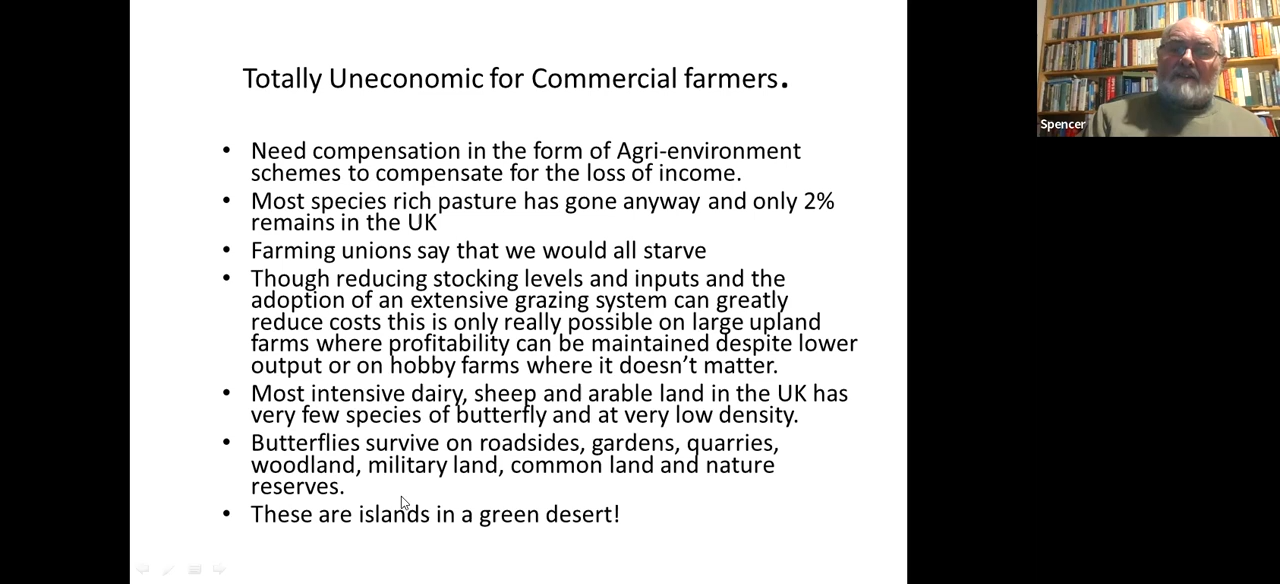 Totally Uneconomic for Commercial farmers.
• Need compensation in the form of Agri-environment
schemes to compensate for the loss of income.
• Most species rich pasture has gone anyway and only 2%
remains in the UK
• Farming unions say that we would all starve
• Though reducing stocking levels and inputs and the
adoption of an extensive grazing system can greatly
reduce costs this is only really possible on large upland
farms where profitability can be maintained despite lower
output or on hobby farms where it doesn’t matter.
• Most intensive dairy, sheep and arable land in the UK has
very few species of butterfly and at very low density.
• Butterflies survive on roadsides, gardens, quarries,
woodland, military land, common land and nature
reserves.
• These are islands in a green desert!
Spencer